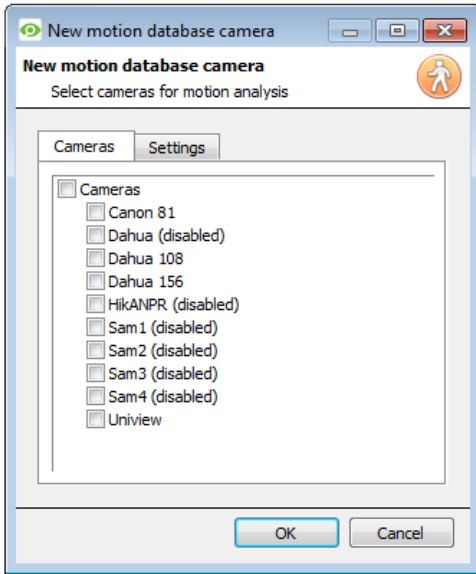 New motion database camera
New motion database camera
Select cameras for motion analysis
Cameras Settings
Cameras
Canon 81
Dahua (disabled)
Dahua 108
Dahua 156
HikANPR (disabled)
Sam1 (disabled)
Sam2 (disabled)
Sam3 (disabled)
Sam4 (disabled)
Uniview
OK Cancel